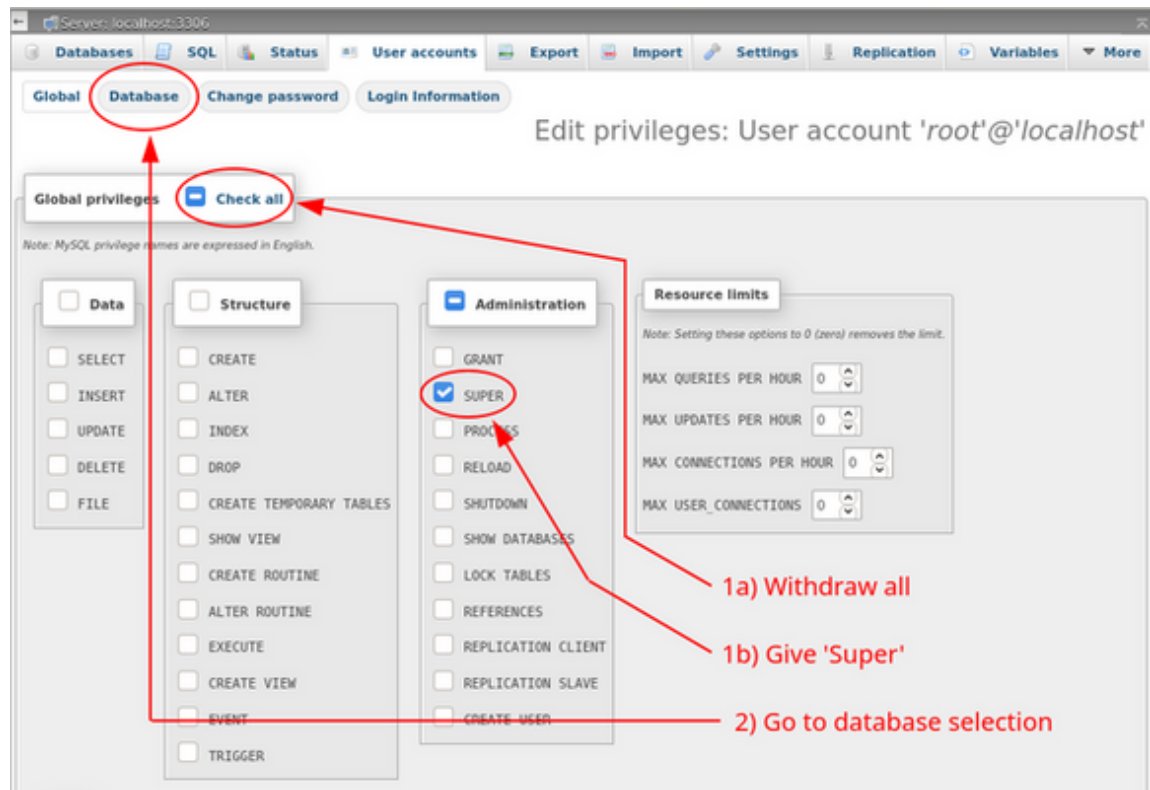 Server: localhost:3306
Databases SQL Status User accounts Export Import Settings Replication Variables More
Global Database Change password Login Information
Edit privileges: User account 'root'@'localhost'
Global privileges Check all
Note: MySQL privilege names are expressed in English.
Data
SELECT
INSERT
UPDATE
DELETE
FILE
Structure
CREATE
ALTER
INDEX
DROP
CREATE TEMPORARY TABLES
SHOW VIEW
CREATE ROUTINE
ALTER ROUTINE
EXECUTE
CREATE VIEW
EVENT
TRIGGER
Administration
GRANT
SUPER
PROCESS
RELOAD
SHUTDOWN
SHOW DATABASES
LOCK TABLES
REFERENCES
REPLICATION CLIENT
REPLICATION SLAVE
CREATE USER
Resource limits
Note: Setting these options to 0 (zero) removes the limit.
MAX QUERIES PER HOUR 0
MAX UPDATES PER HOUR 0
MAX CONNECTIONS PER HOUR 0
MAX USER_CONNECTIONS 0
1a) Withdraw all
1b) Give 'Super'
2) Go to database selection